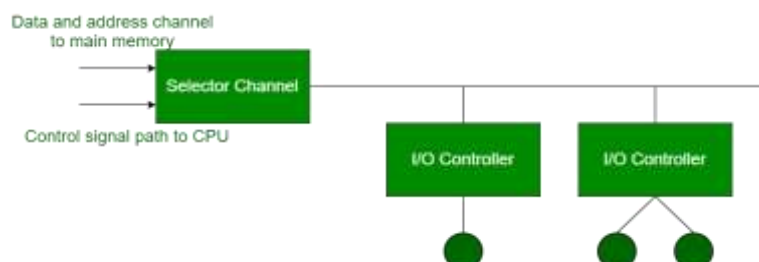 Data and address channel
to main memory
Selector Channel
Control signal path to CPU
I/O Controller
I/O Controller